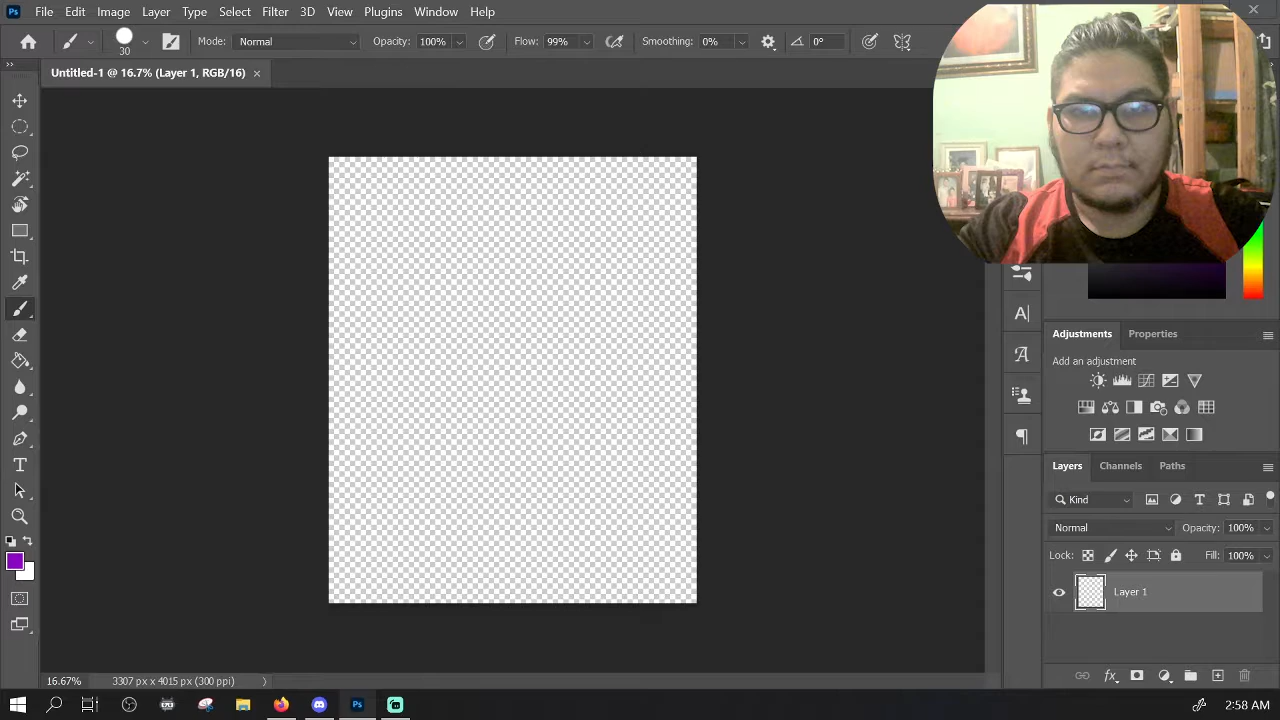 Ps File Edit Image Layer Type Select Filter 3D View Plugins Window Help
30 Mode: Normal Opacity: 100% Flow: 99% Smoothing: 0% 0°
Untitled-1 @ 16.7% (Layer 1, RGB/16)
Adjustments Properties
Add an adjustment
Layers Channels Paths
Kind
Normal Opacity: 100%
Lock: Fill: 100%
Layer 1
fx
16.67% 3307 px x 4015 px (300 ppi)
Ps 2:58 AM